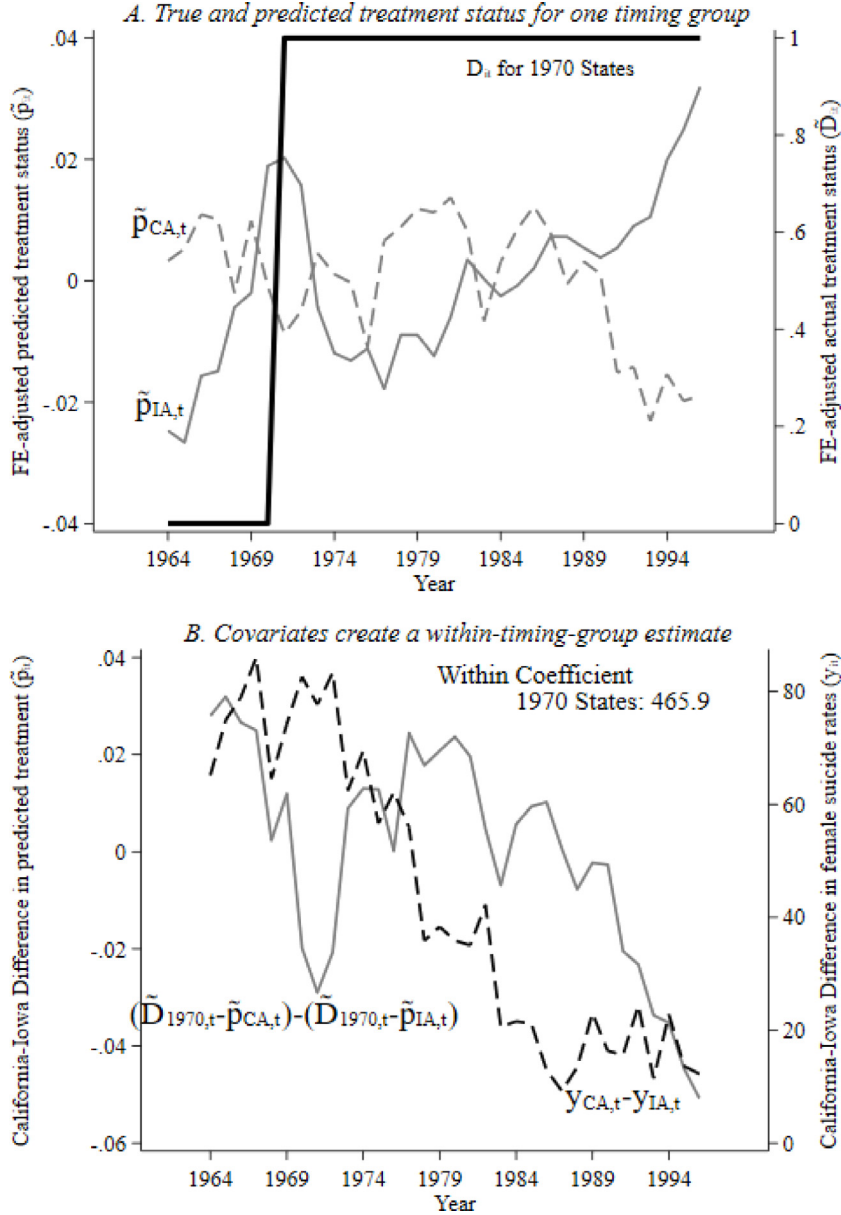 A. True and predicted treatment status for one timing group
FE-adjusted predicted treatment status (p̃it)
.04
.02
0
-.02
-.04
Dit for 1970 States
p̃CA,t
p̃IA,t
1
.8
.6
.4
.2
0
FE-adjusted actual treatment status (D̃it)
1964
1969
1974
1979
1984
1989
1994
Year
B. Covariates create a within-timing-group estimate
California-Iowa Difference in predicted treatment (p̃it)
.04
.02
0
-.02
-.04
-.06
Within Coefficient
1970 States: 465.9
(D̃1970,t-p̃CA,t)-(D̃1970,t-p̃IA,t)
yCA,t-yIA,t
80
60
40
20
0
California-Iowa Difference in female suicide rates (yit)
1964
1969
1974
1979
1984
1989
1994
Year